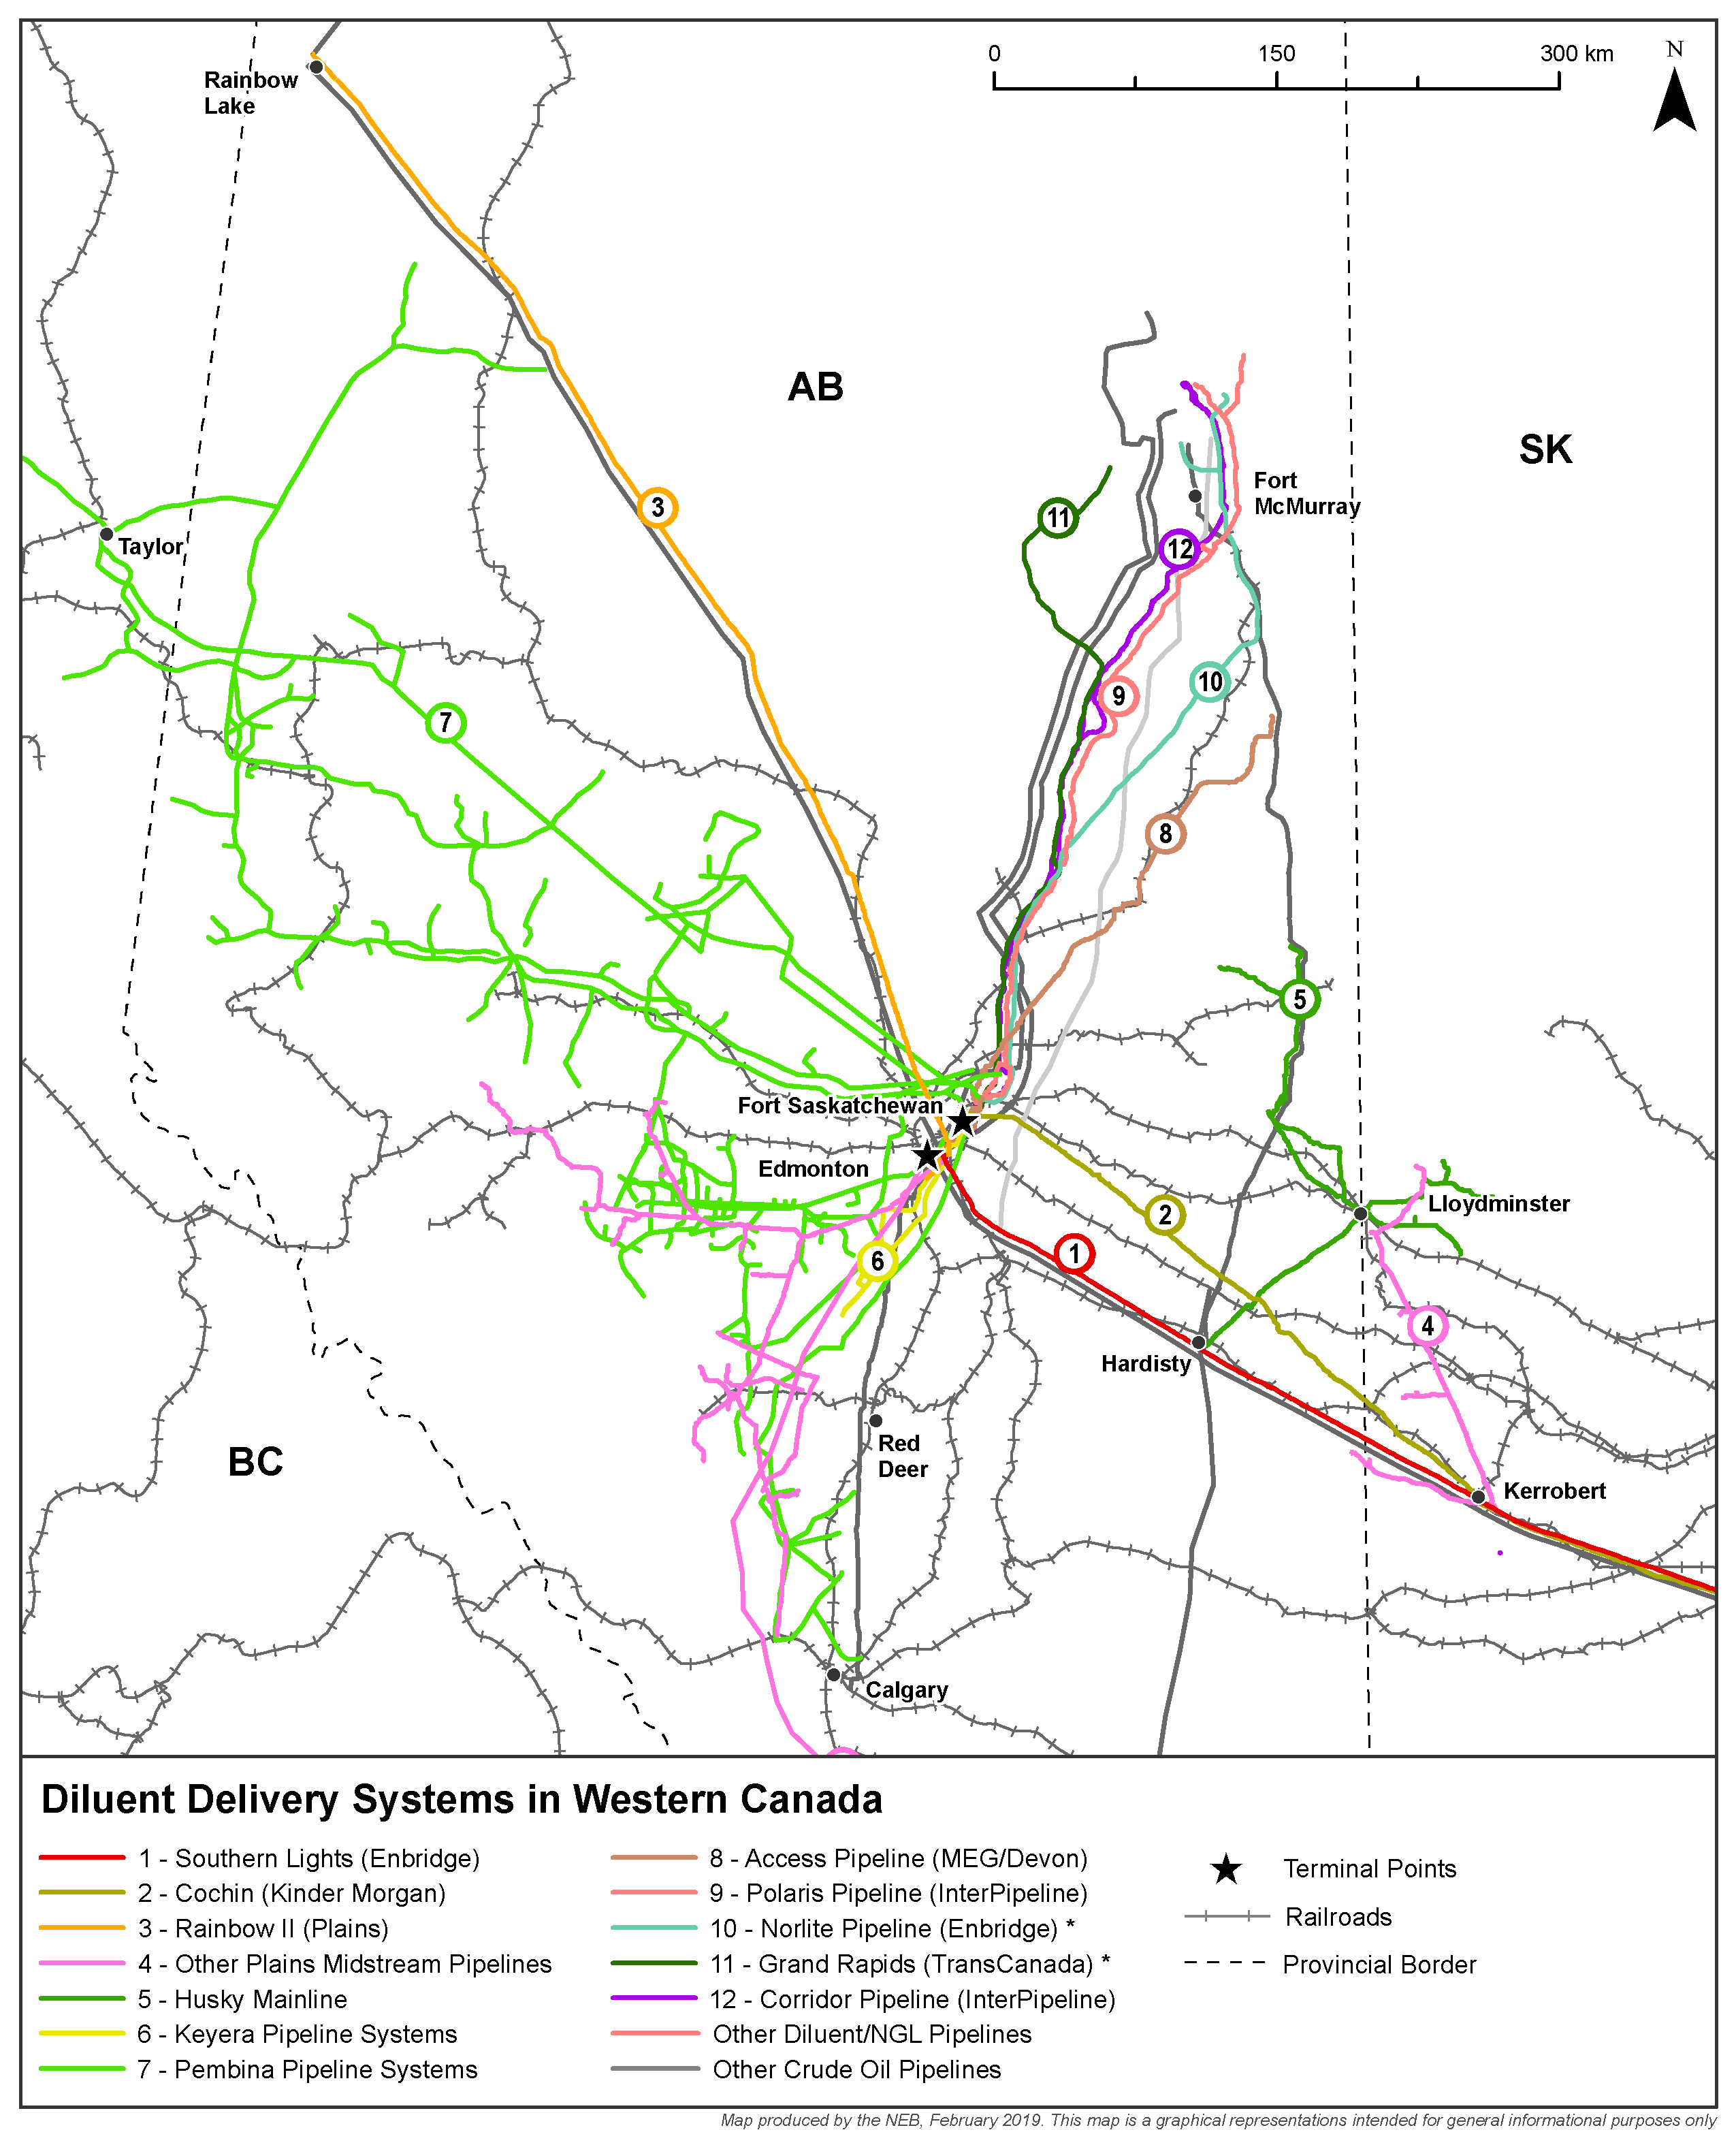 0 150 300 km N
Rainbow
Lake
AB
SK
3
Fort
McMurray
11
Taylor
12
10
9
7
8
5
Fort Saskatchewan
Edmonton
Lloydminster
2
1
6
4
Hardisty
Red
Deer
BC
Kerrobert
Calgary
Diluent Delivery Systems in Western Canada
1 - Southern Lights (Enbridge)
2 - Cochin (Kinder Morgan)
3 - Rainbow II (Plains)
4 - Other Plains Midstream Pipelines
5 - Husky Mainline
6 - Keyera Pipeline Systems
7 - Pembina Pipeline Systems
8 - Access Pipeline (MEG/Devon)
9 - Polaris Pipeline (InterPipeline)
10 - Norlite Pipeline (Enbridge) *
11 - Grand Rapids (TransCanada) *
12 - Corridor Pipeline (InterPipeline)
Other Diluent/NGL Pipelines
Other Crude Oil Pipelines
Terminal Points
Railroads
Provincial Border
Map produced by the NEB, February 2019. This map is a graphical representations intended for general informational purposes only